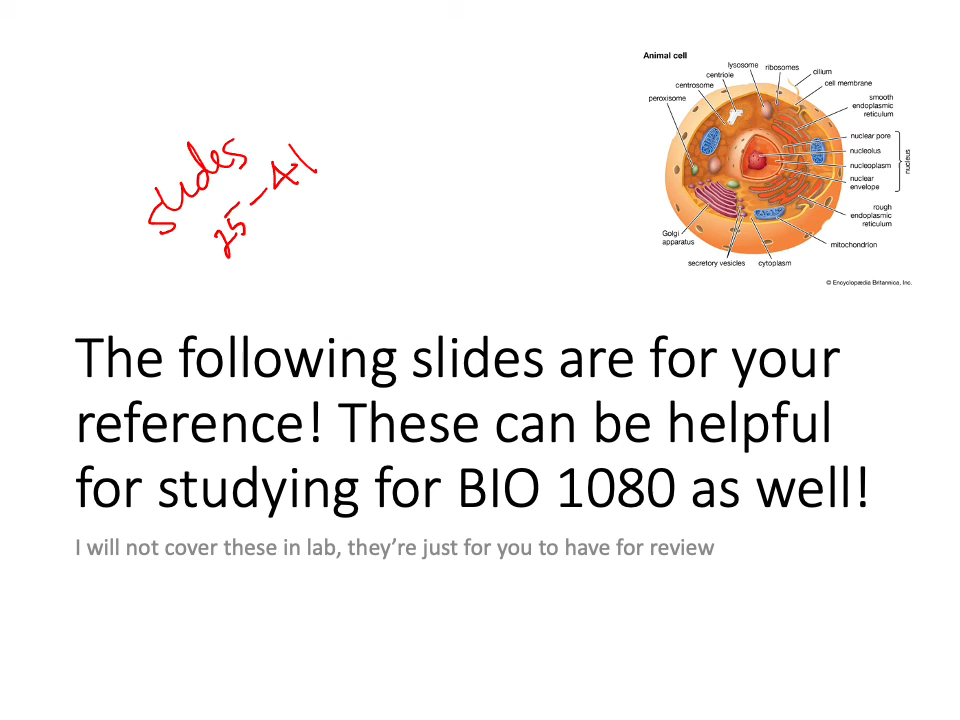 Animal cell
lysosome
ribosomes
centriole
cilium
centrosome
cell membrane
peroxisome
smooth
endoplasmic
reticulum
nuclear pore
nucleolus
nucleoplasm
nuclear
envelope
nucleus
rough
endoplasmic
reticulum
Golgi
apparatus
mitochondrion
secretory vesicles
cytoplasm
© Encyclopædia Britannica, Inc.
slides
25-41
The following slides are for your
reference! These can be helpful
for studying for BIO 1080 as well!
I will not cover these in lab, they're just for you to have for review